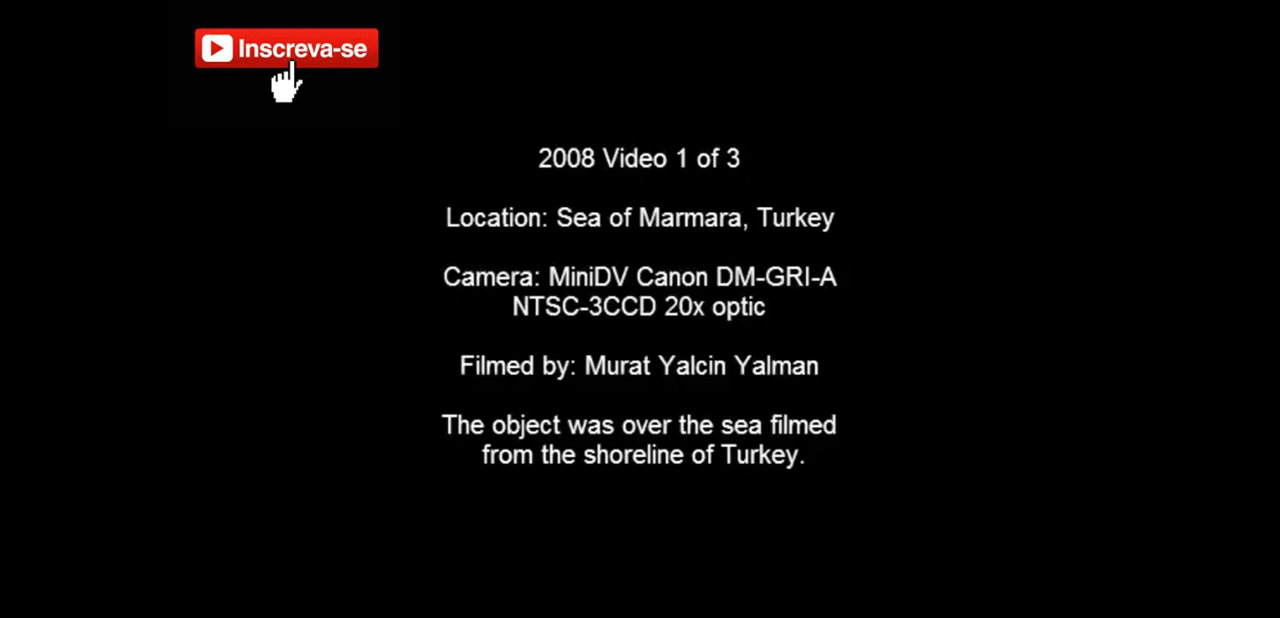 Inscreva-se
2008 Video 1 of 3
Location: Sea of Marmara, Turkey
Camera: MiniDV Canon DM-GRI-A
NTSC-3CCD 20x optic
Filmed by: Murat Yalcin Yalman
The object was over the sea filmed
from the shoreline of Turkey.